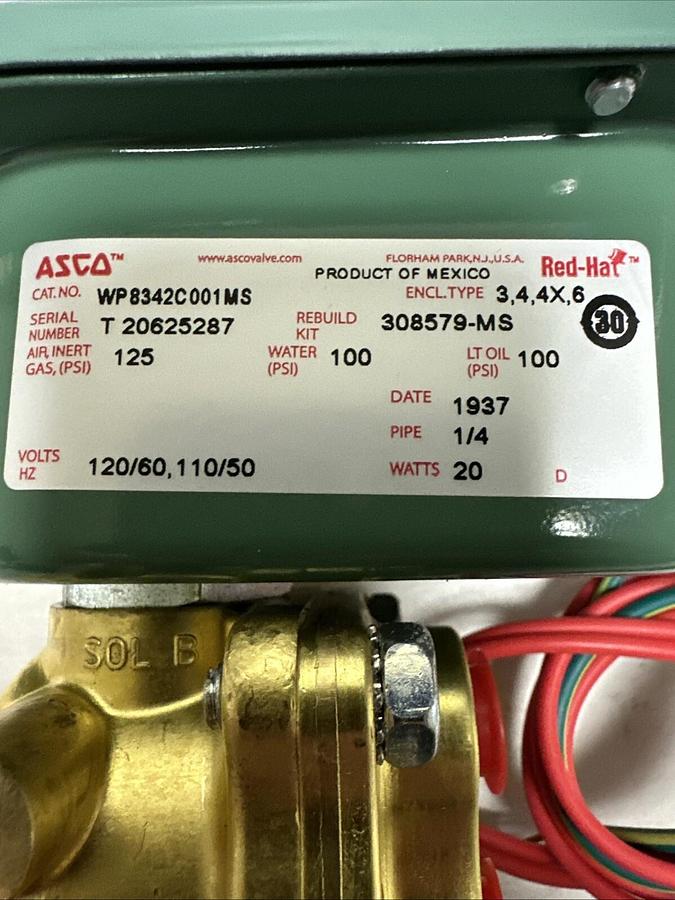 ASCO™ www.ascovalve.com FLORHAM PARK,N.J.,U.S.A. Red-Hat™
PRODUCT OF MEXICO
CAT.NO. WP8342C001MS ENCL.TYPE 3,4,4X,6
SERIAL NUMBER T 20625287 REBUILD KIT 308579-MS 30
AIR, INERT GAS, (PSI) 125 WATER (PSI) 100 LT OIL (PSI) 100
DATE 1937
PIPE 1/4
VOLTS HZ 120/60,110/50 WATTS 20 D
SOL B